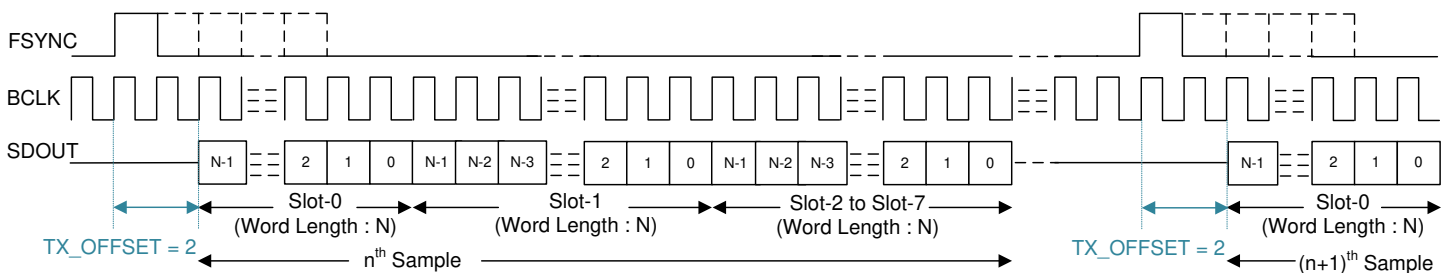 FSYNC
BCLK
SDOUT
N-1 2 1 0 N-1 N-2 N-3 2 1 0 N-1 N-2 N-3 2 1 0 N-1 2 1 0
Slot-0 Slot-1 Slot-2 to Slot-7 Slot-0
(Word Length : N) (Word Length : N) (Word Length : N) (Word Length : N)
TX_OFFSET = 2 nth Sample TX_OFFSET = 2 (n+1)th Sample